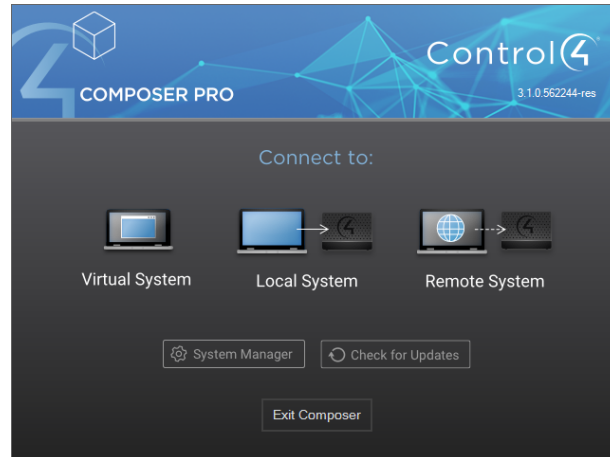 Control4
COMPOSER PRO
3.1.0.562244-res
Connect to:
Virtual System
Local System
Remote System
System Manager
Check for Updates
Exit Composer